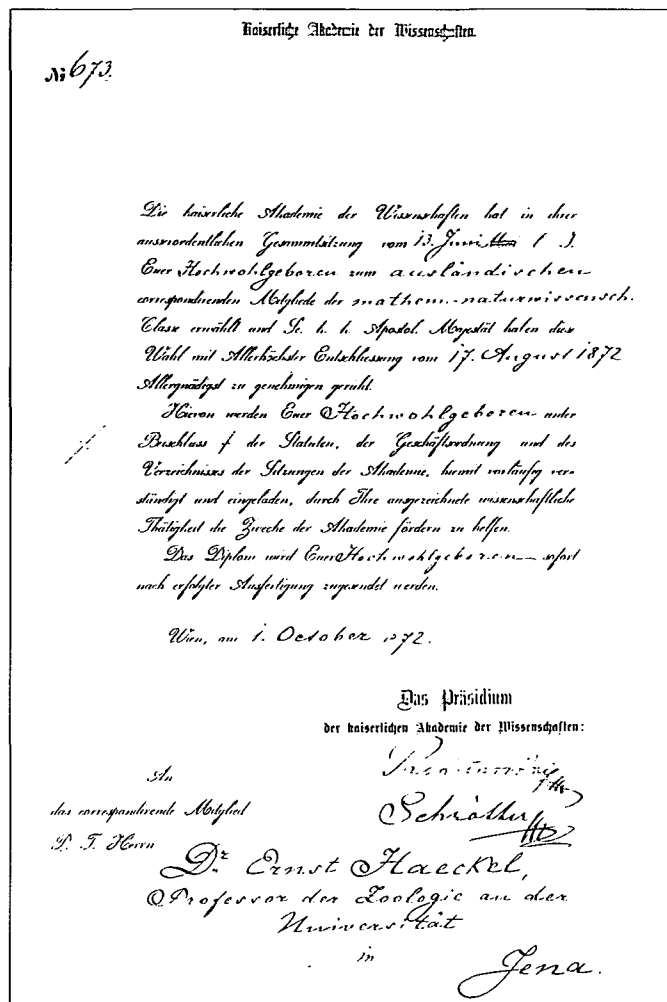 Kaiserliche Akademie der Wissenschaften.
№ 673.
Die kaiserliche Akademie der Wissenschaften hat in ihrer
ausserordentlichen Gesammtsitzung vom 13. Juni l. J.
Euer Hochwohlgeboren zum ausländischen
correspondirenden Mitgliede der mathem.-naturwissensch.
Classe erwählt und Se. k. k. Apostol. Majestät haben diese
Wahl mit Allerhöchster Entschliessung vom 17. August 1872
Allergnädigst zu genehmigen geruht.
Hievon werden Euer Hochwohlgeboren unter
Beischluss der Statuten, der Geschäftsordnung und des
Verzeichnisses der Sitzungen der Akademie, hiemit vorläufig ver-
ständigt und eingeladen, durch Ihre ausgezeichnete wissenschaftliche
Thätigkeit die Zwecke der Akademie fördern zu helfen.
Das Diplom wird Euer Hochwohlgeboren sofort
nach erfolgter Ausfertigung zugesendet werden.
Wien, am 1. October 1872.
Das Präsidium
der kaiserlichen Akademie der Wissenschaften:
Schrötter
An
das correspondirende Mitglied
P. T. Herrn
Dr. Ernst Haeckel,
Professor der Zoologie an der
Universität
in
Jena.